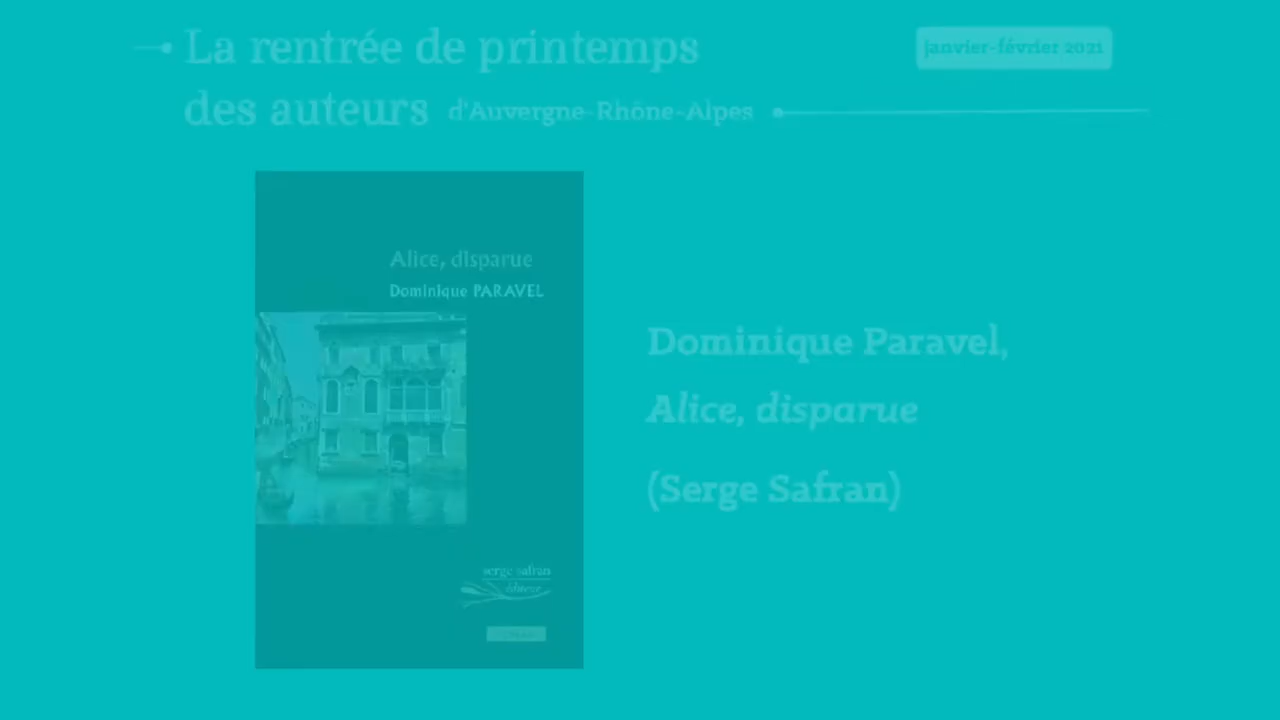 La rentrée de printemps
janvier-février 2021
des auteurs d'Auvergne-Rhône-Alpes
Alice, disparue
Dominique PARAVEL
Dominique Paravel,
Alice, disparue
(Serge Safran)
serge safran
éditeur